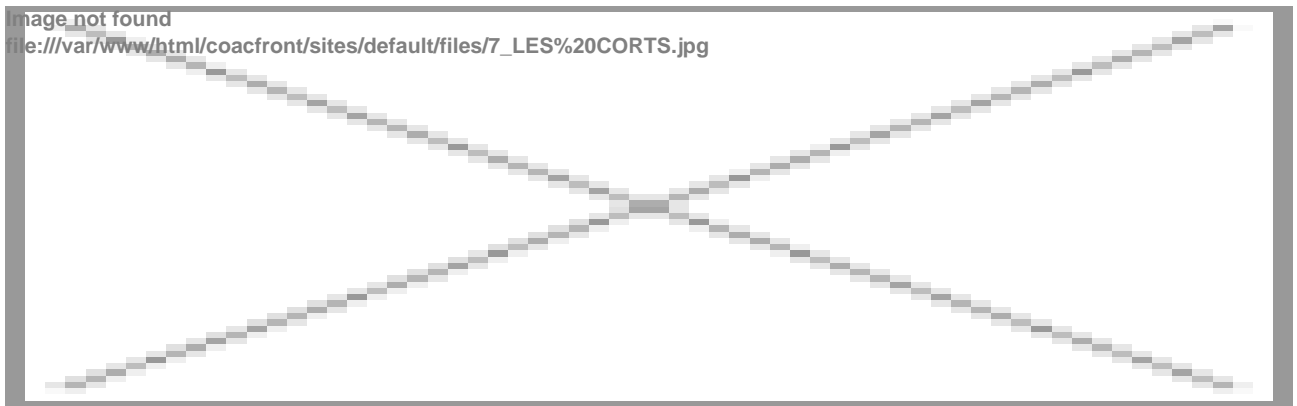 Image not found
file:///var/www/html/coacfront/sites/default/files/7_LES%20CORTS.jpg